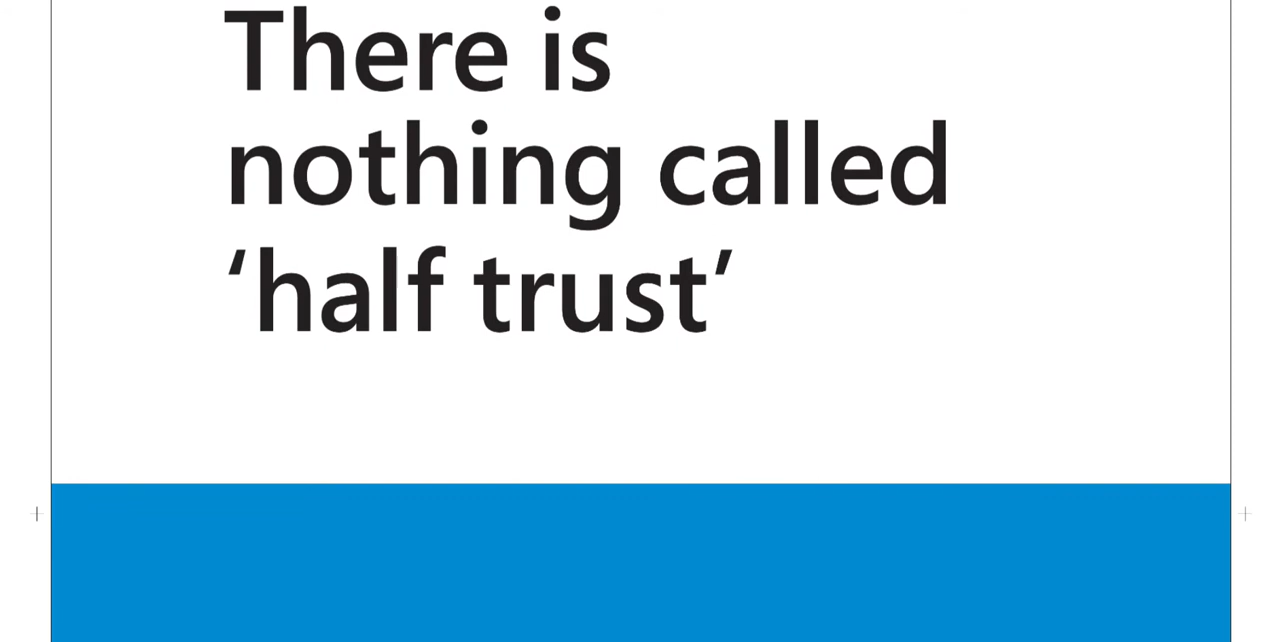 There is
nothing called
‘half trust’